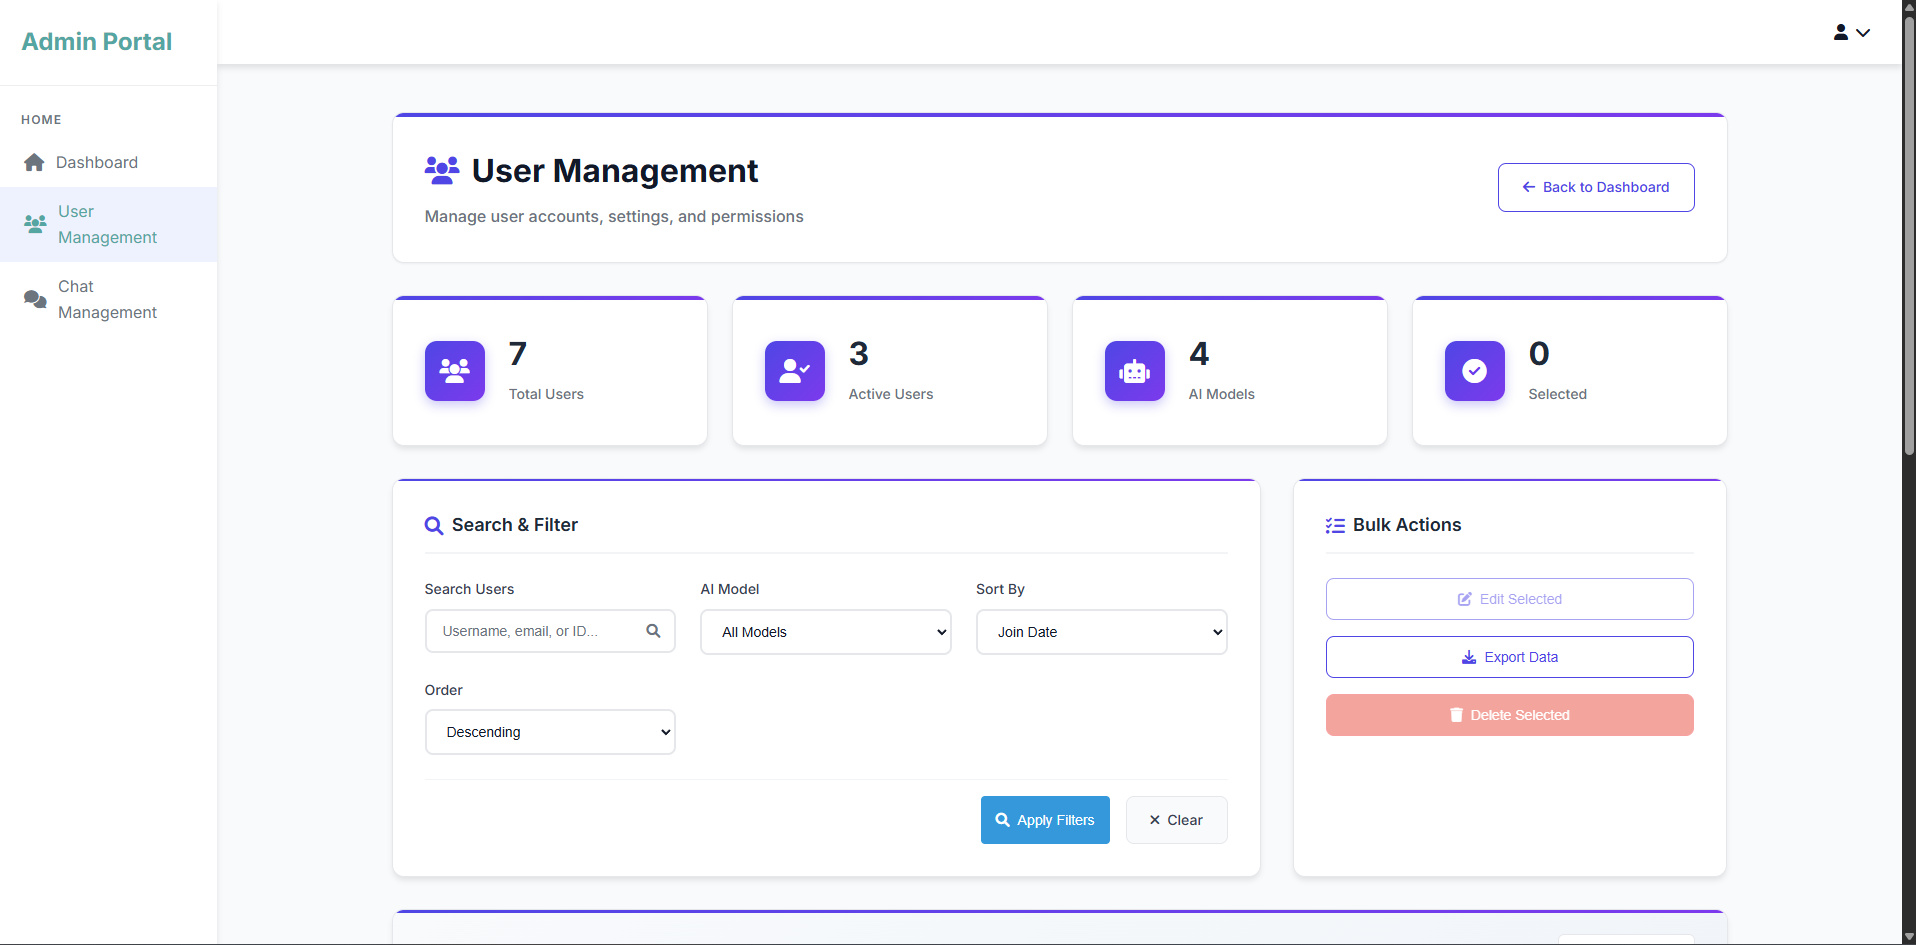 Admin Portal
HOME
Dashboard
User
Management
Chat
Management
User Management
Manage user accounts, settings, and permissions
Back to Dashboard
7
Total Users
3
Active Users
4
AI Models
0
Selected
Search & Filter
Search Users
Username, email, or ID...
AI Model
All Models
Sort By
Join Date
Order
Descending
Apply Filters
Clear
Bulk Actions
Edit Selected
Export Data
Delete Selected